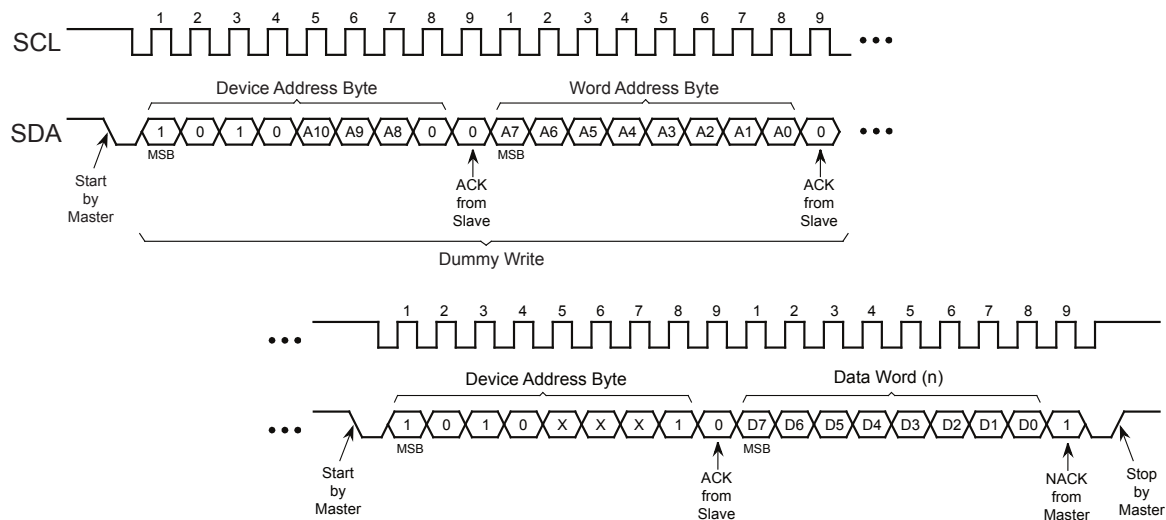 1 2 3 4 5 6 7 8 9 1 2 3 4 5 6 7 8 9
SCL
Device Address Byte Word Address Byte
SDA 1 0 1 0 A10 A9 A8 0 0 A7 A6 A5 A4 A3 A2 A1 A0 0
MSB MSB
Start
by
Master
ACK
from
Slave
ACK
from
Slave
Dummy Write
1 2 3 4 5 6 7 8 9 1 2 3 4 5 6 7 8 9
Device Address Byte Data Word (n)
1 0 1 0 X X X 1 0 D7 D6 D5 D4 D3 D2 D1 D0 1
MSB MSB
Start
by
Master
ACK
from
Slave
NACK
from
Master
Stop
by
Master